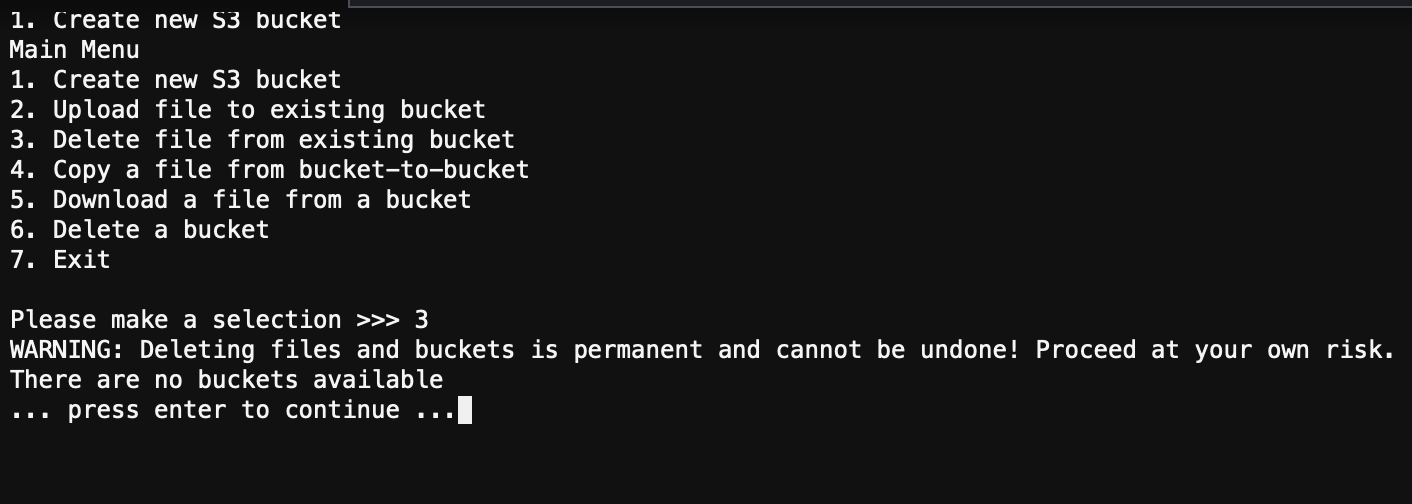 1. Create new S3 bucket
Main Menu
1. Create new S3 bucket
2. Upload file to existing bucket
3. Delete file from existing bucket
4. Copy a file from bucket-to-bucket
5. Download a file from a bucket
6. Delete a bucket
7. Exit
Please make a selection >>> 3
WARNING: Deleting files and buckets is permanent and cannot be undone! Proceed at your own risk.
There are no buckets available
... press enter to continue ...